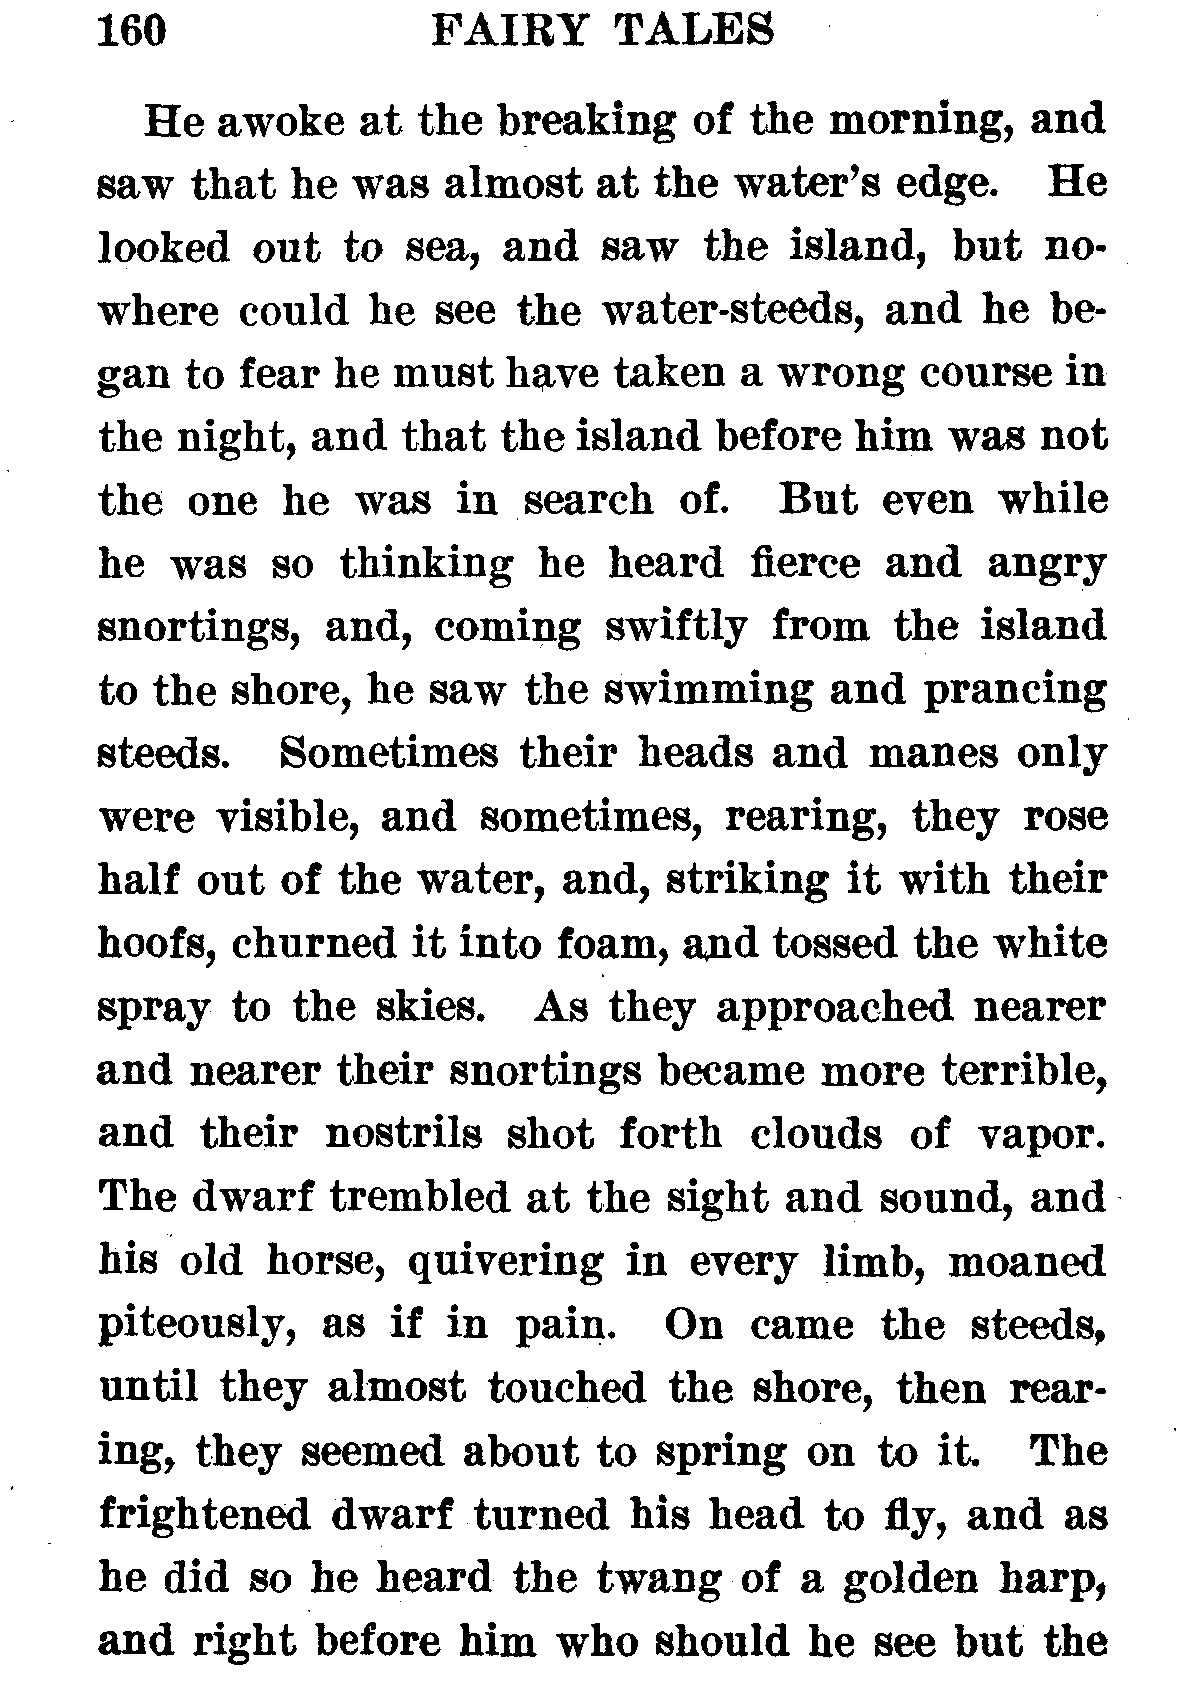 160 FAIRY TALES
He awoke at the breaking of the morning, and
saw that he was almost at the water's edge. He
looked out to sea, and saw the island, but no-
where could he see the water-steeds, and he be-
gan to fear he must have taken a wrong course in
the night, and that the island before him was not
the one he was in search of. But even while
he was so thinking he heard fierce and angry
snortings, and, coming swiftly from the island
to the shore, he saw the swimming and prancing
steeds. Sometimes their heads and manes only
were visible, and sometimes, rearing, they rose
half out of the water, and, striking it with their
hoofs, churned it into foam, and tossed the white
spray to the skies. As they approached nearer
and nearer their snortings became more terrible,
and their nostrils shot forth clouds of vapor.
The dwarf trembled at the sight and sound, and
his old horse, quivering in every limb, moaned
piteously, as if in pain. On came the steeds,
until they almost touched the shore, then rear-
ing, they seemed about to spring on to it. The
frightened dwarf turned his head to fly, and as
he did so he heard the twang of a golden harp,
and right before him who should he see but the